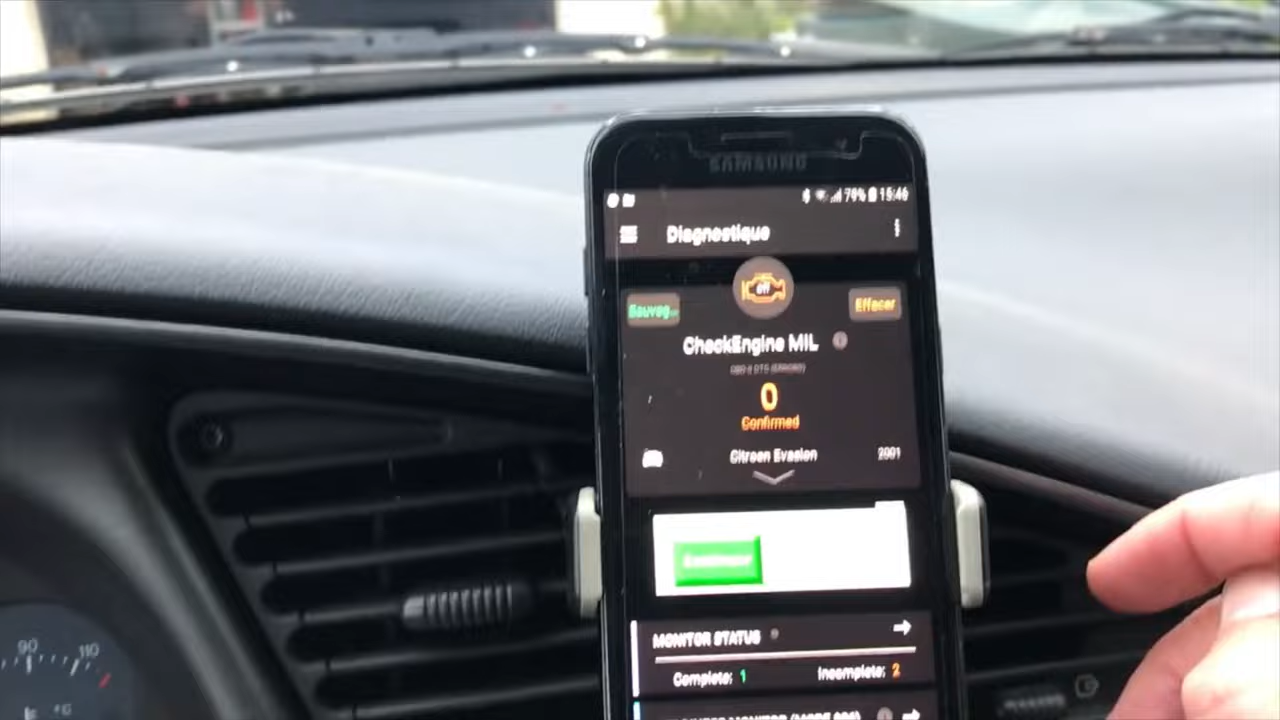 SAMSUNG
79% 15:46
Diagnostique
off
Sauveg...
Effacer
CheckEngine MIL
0
Confirmed
Citroen Evasion 2001
MONITOR STATUS
Complete: 1 Incomplete: 2
90 110
°C